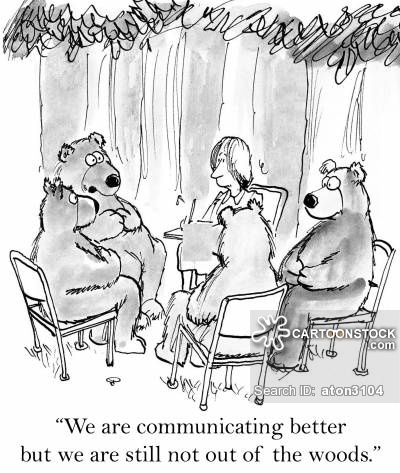 CARTOONSTOCK
.com
Search ID: aton3104
“We are communicating better
but we are still not out of the woods.”